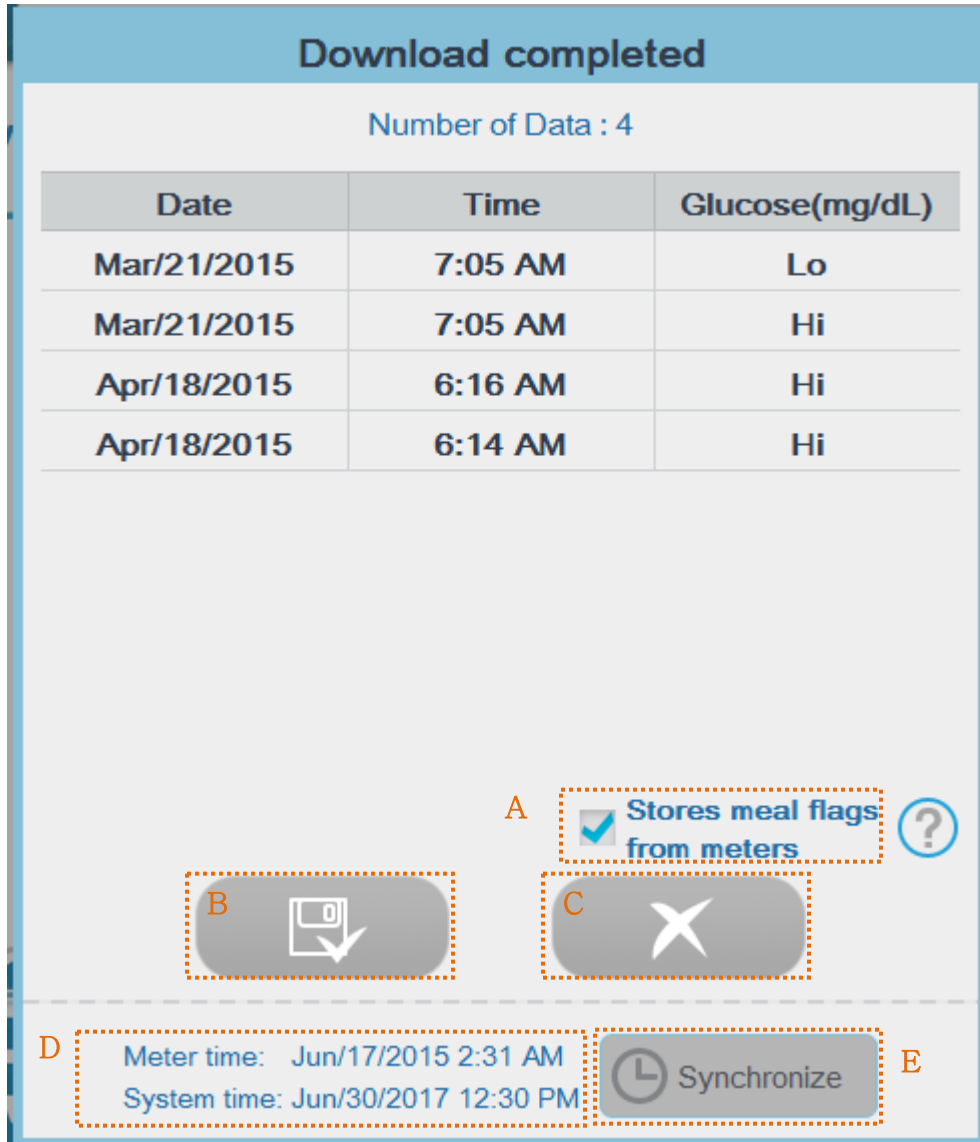 Download completed
Number of Data : 4
Date Time Glucose(mg/dL)
Mar/21/2015 7:05 AM Lo
Mar/21/2015 7:05 AM Hi
Apr/18/2015 6:16 AM Hi
Apr/18/2015 6:14 AM Hi
A Stores meal flags
from meters ?
B C
D Meter time: Jun/17/2015 2:31 AM
System time: Jun/30/2017 12:30 PM
Synchronize E